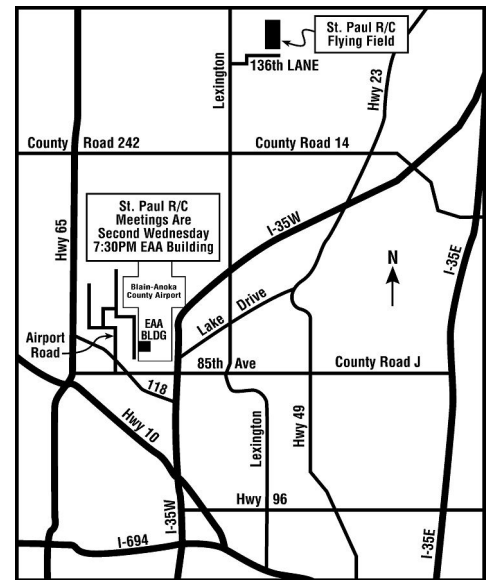 St. Paul R/C
Flying Field
136th LANE
Lexington
Hwy 23
County Road 242
County Road 14
St. Paul R/C
Meetings Are
Second Wednesday
7:30PM EAA Building
Hwy 65
I-35W
I-35E
N
Blain-Anoka
County Airport
EAA
BLDG
Lake Drive
Airport
Road
85th Ave
County Road J
118
Hwy 10
Lexington
Hwy 49
Hwy 96
I-35W
I-35E
I-694